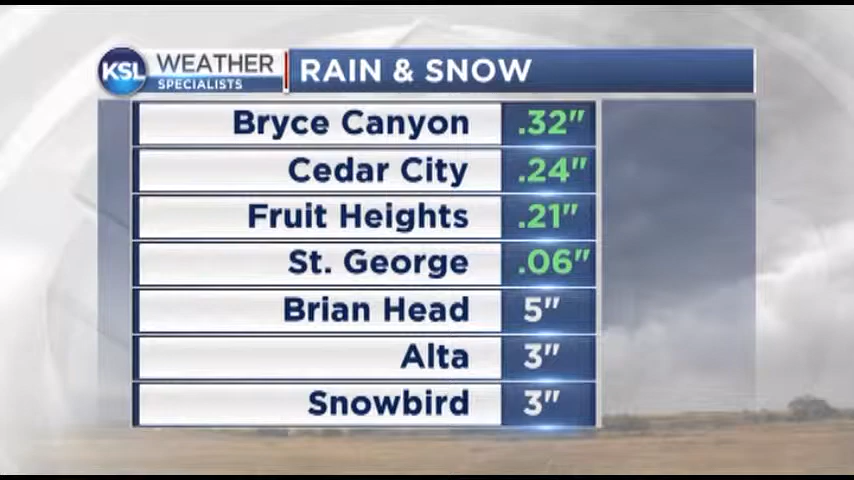 KSL WEATHER SPECIALISTS RAIN & SNOW
Bryce Canyon .32"
Cedar City .24"
Fruit Heights .21"
St. George .06"
Brian Head 5"
Alta 3"
Snowbird 3"